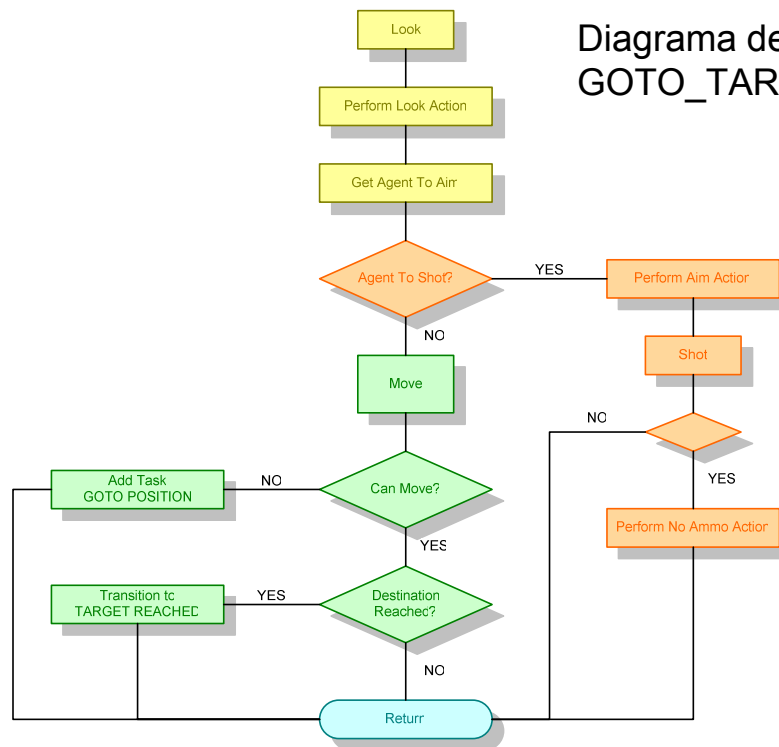 Look
Diagrama de
GOTO_TAR
Perform Look Action
Get Agent To Aim
Agent To Shot?
YES
Perform Aim Action
NO
Shot
Move
NO
YES
Add Task
GOTO POSITION
NO
Can Move?
Perform No Ammo Action
YES
Transition to
TARGET REACHED
YES
Destination
Reached?
NO
Return